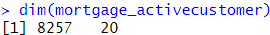 > dim(mortgage_activecustomer)
[1] 8257 20